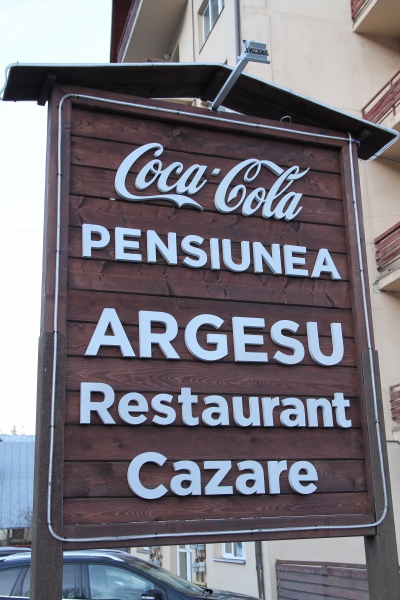 Coca-Cola
PENSIUNEA
ARGESU
Restaurant
Cazare